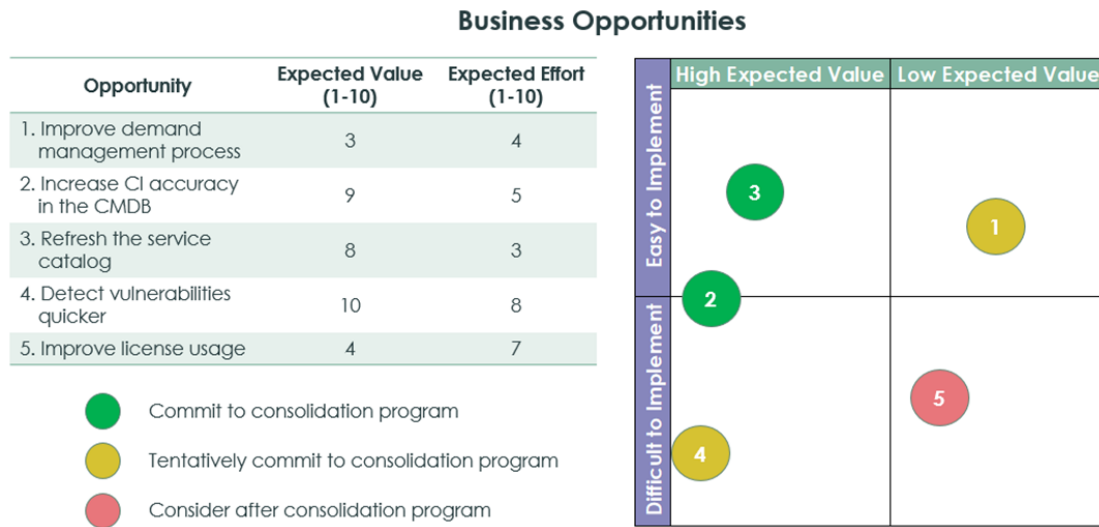 Business Opportunities
Opportunity
Expected Value
(1-10)
Expected Effort
(1-10)
1. Improve demand
management process
3
4
2. Increase CI accuracy
in the CMDB
9
5
3. Refresh the service
catalog
8
3
4. Detect vulnerabilities
quicker
10
8
5. Improve license usage
4
7
Commit to consolidation program
Tentatively commit to consolidation program
Consider after consolidation program
High Expected Value
Low Expected Value
Easy to Implement
Difficult to Implement
3
1
2
5
4